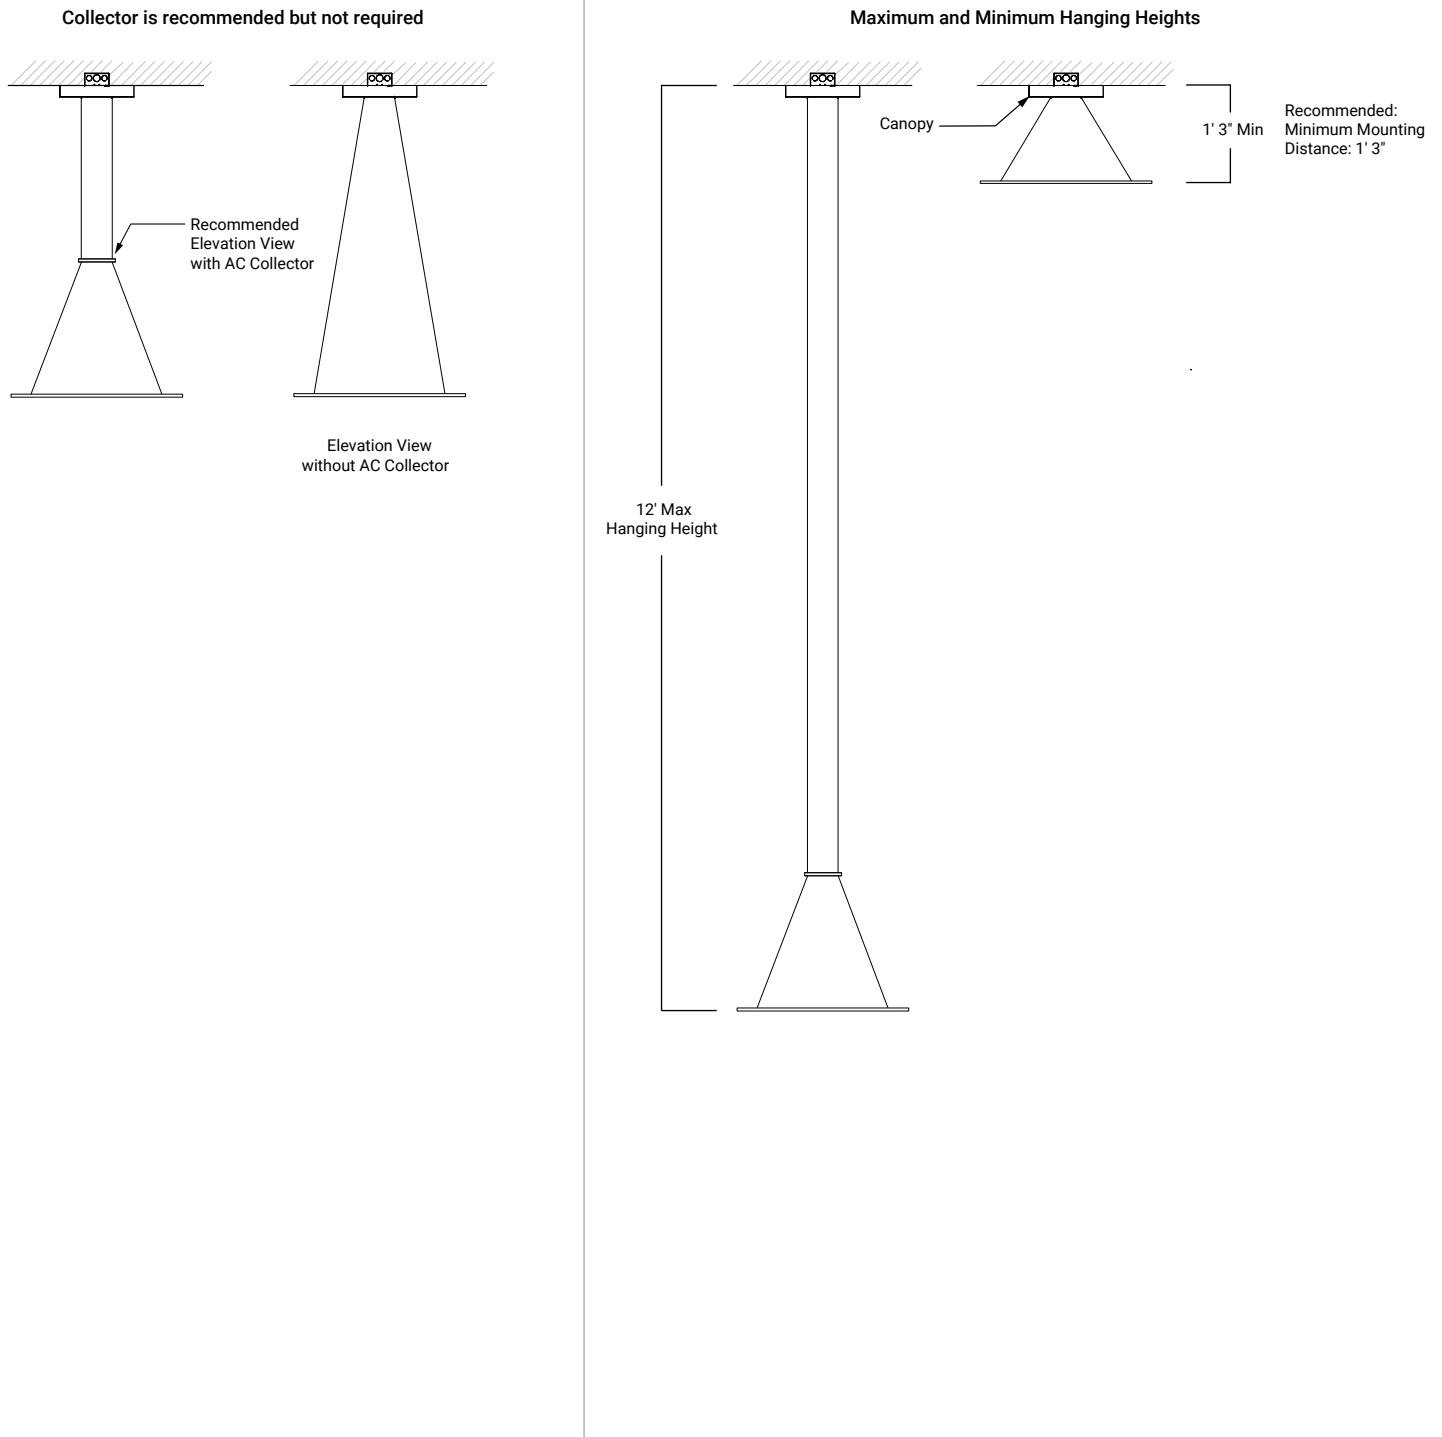 Collector is recommended but not required
Recommended
Elevation View
with AC Collector
Elevation View
without AC Collector
Maximum and Minimum Hanging Heights
Canopy
1' 3" Min
Recommended:
Minimum Mounting
Distance: 1' 3"
12' Max
Hanging Height